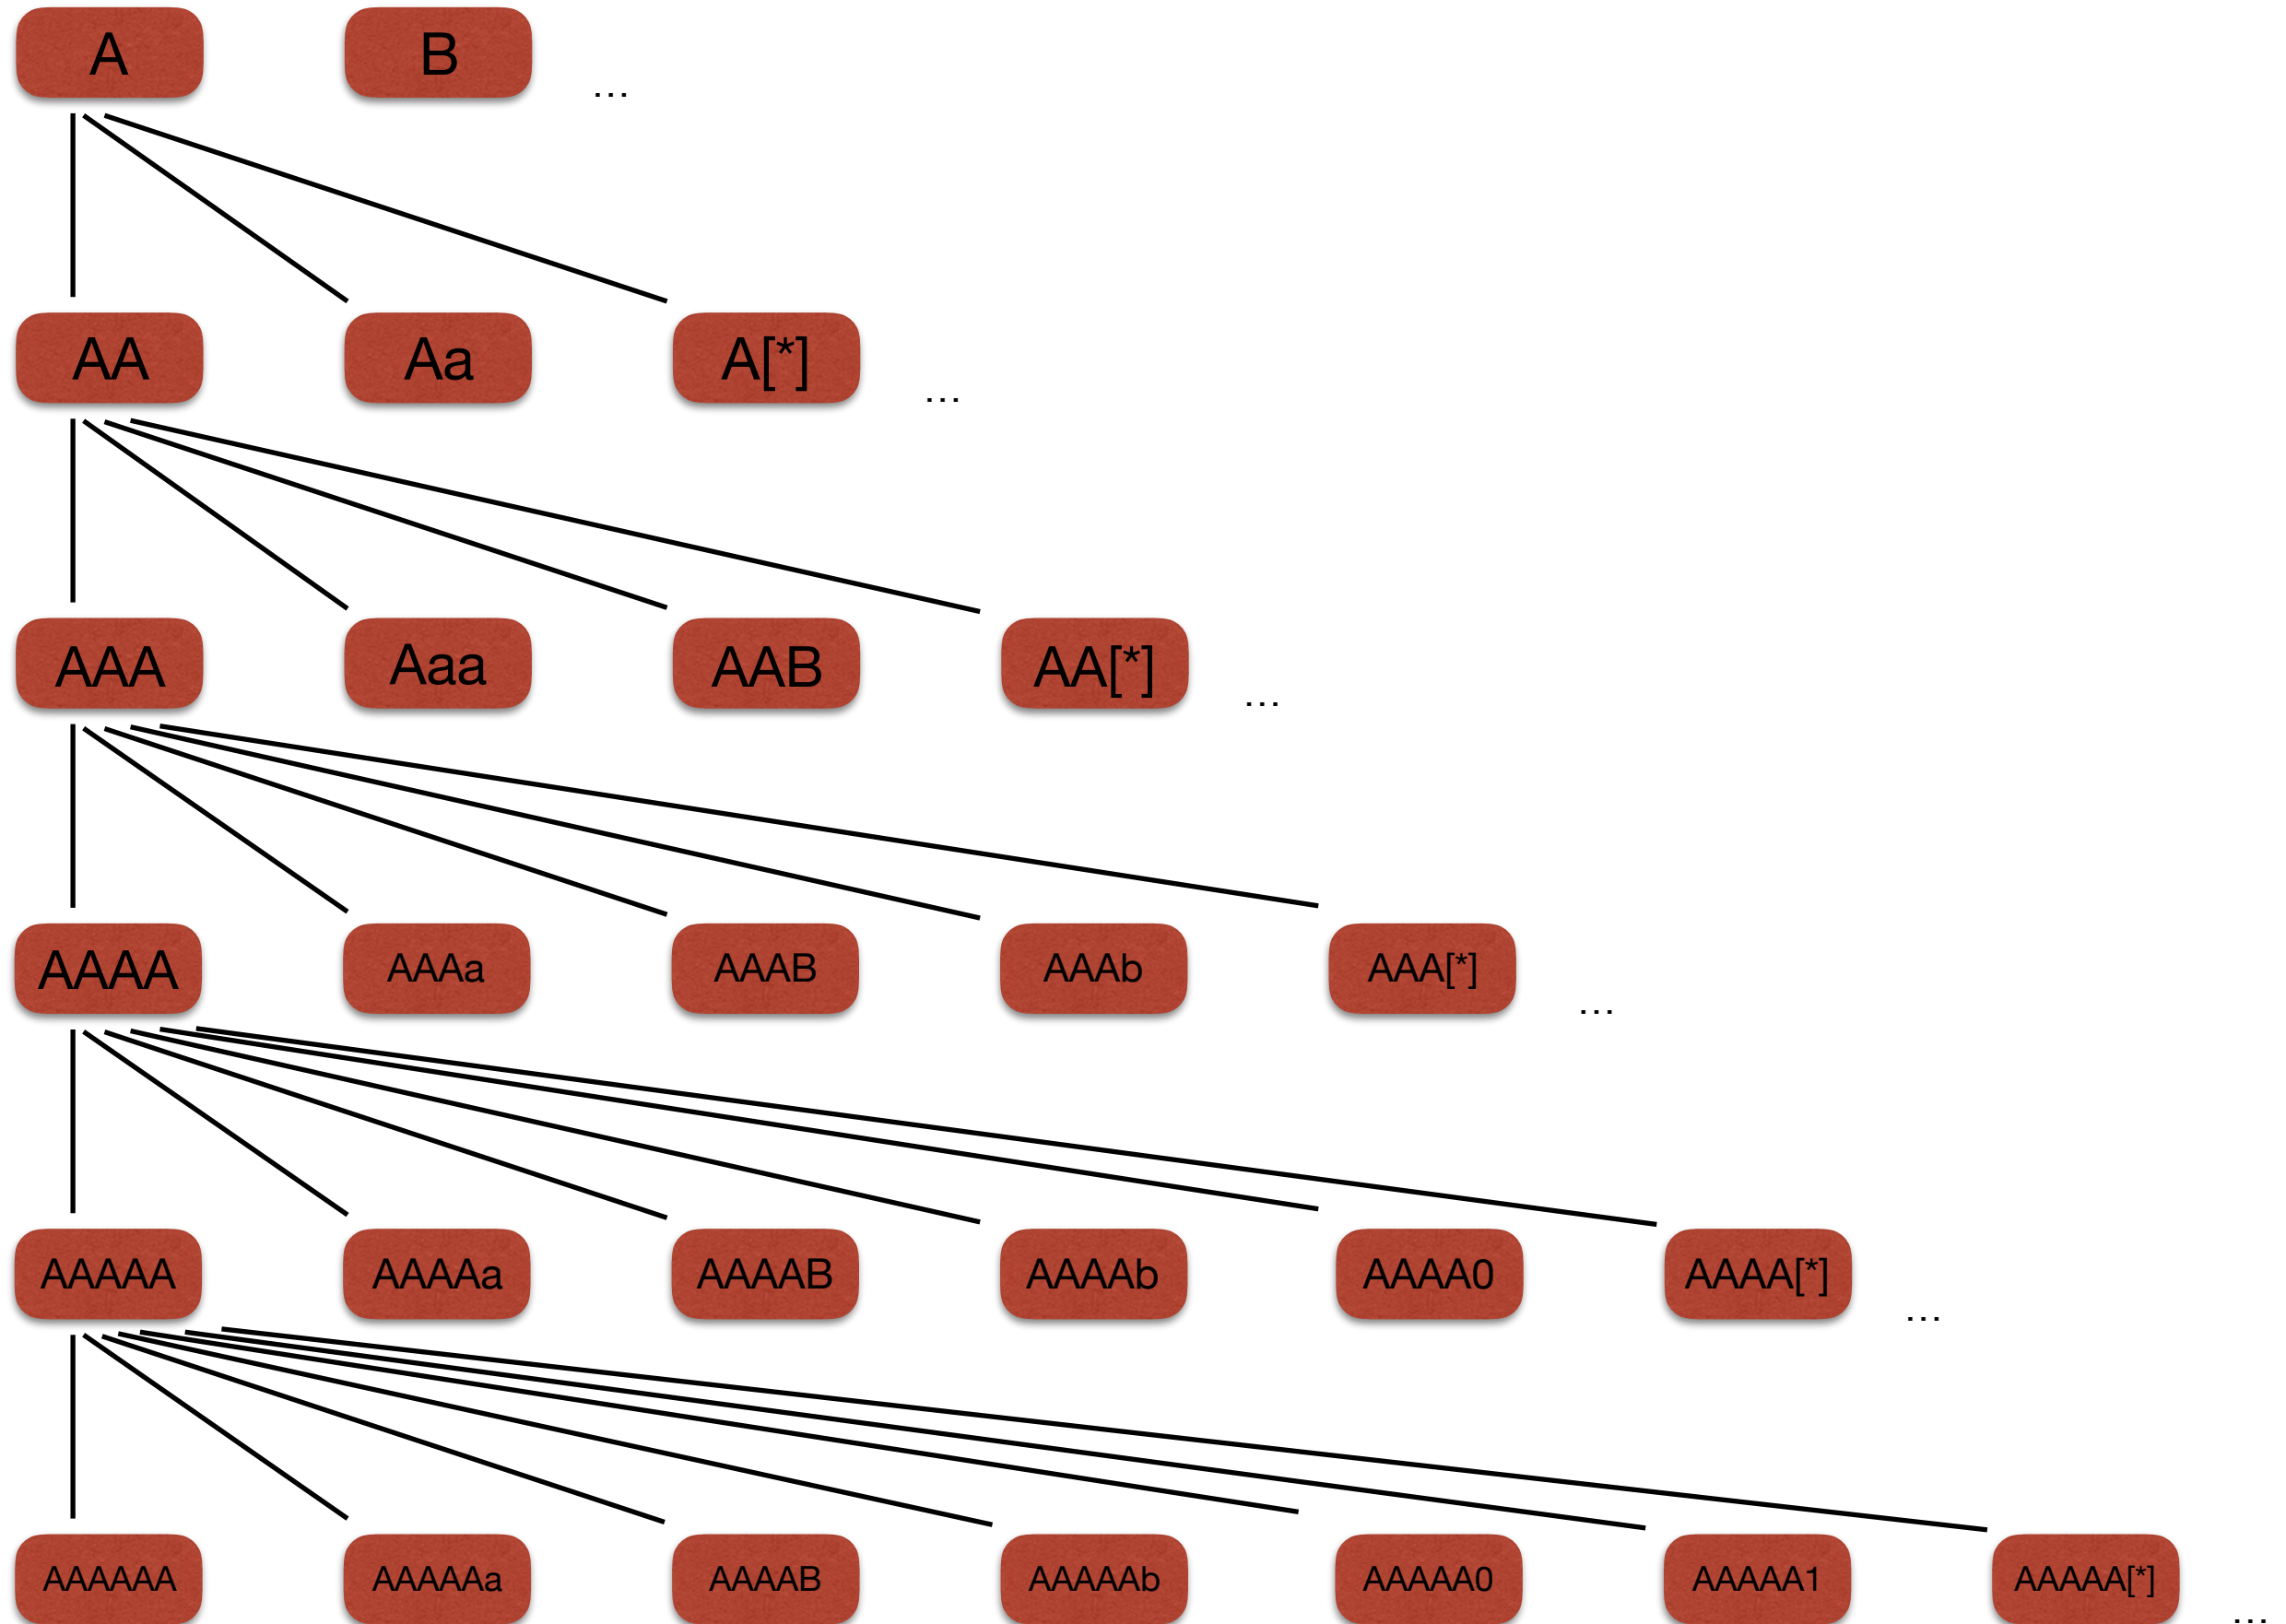 A B ...
AA Aa A[*] ...
AAA Aaa AAB AA[*] ...
AAAA AAAa AAAB AAAb AAA[*] ...
AAAAA AAAAa AAAAB AAAAb AAAA0 AAAA[*] ...
AAAAAA AAAAAa AAAAB AAAAAb AAAAA0 AAAAA1 AAAAA[*] ...